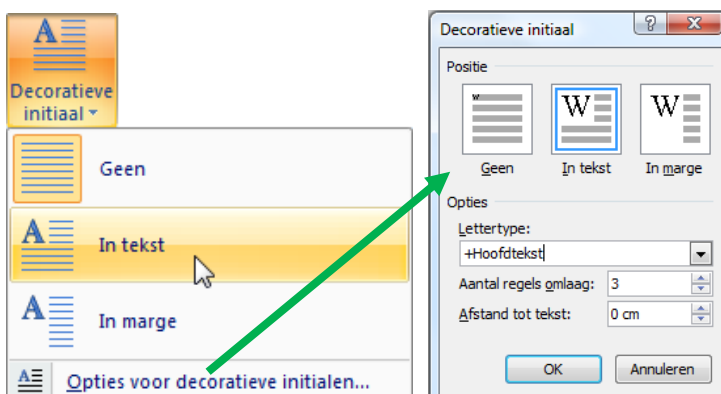 A
Decoratieve
initiaal
Geen
A
In tekst
A
In marge
A
Opties voor decoratieve initialen...
Decoratieve initiaal
?
X
Positie
W
W
W
Geen
In tekst
In marge
Opties
Lettertype:
+Hoofdtekst
Aantal regels omlaag:
3
Afstand tot tekst:
0 cm
OK
Annuleren